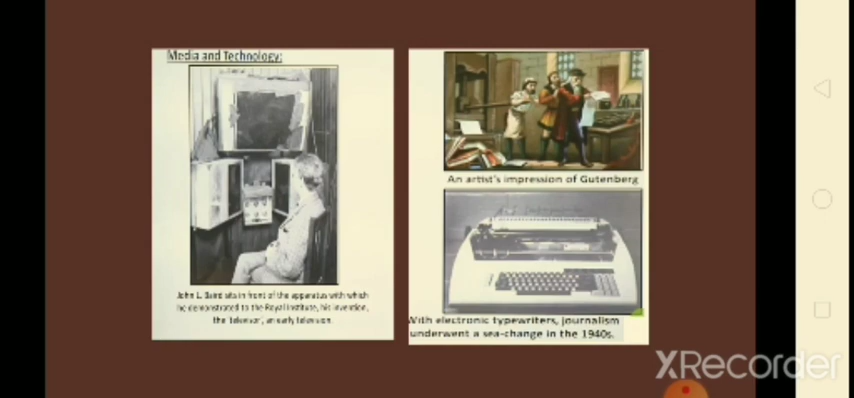 Media and Technology:
John L. Baird sits in front of the apparatus with which
he demonstrated to the Royal Institute, his invention,
the 'televisor', an early television.
An artist's impression of Gutenberg
With electronic typewriters, journalism
underwent a sea-change in the 1940s.
XRecorder